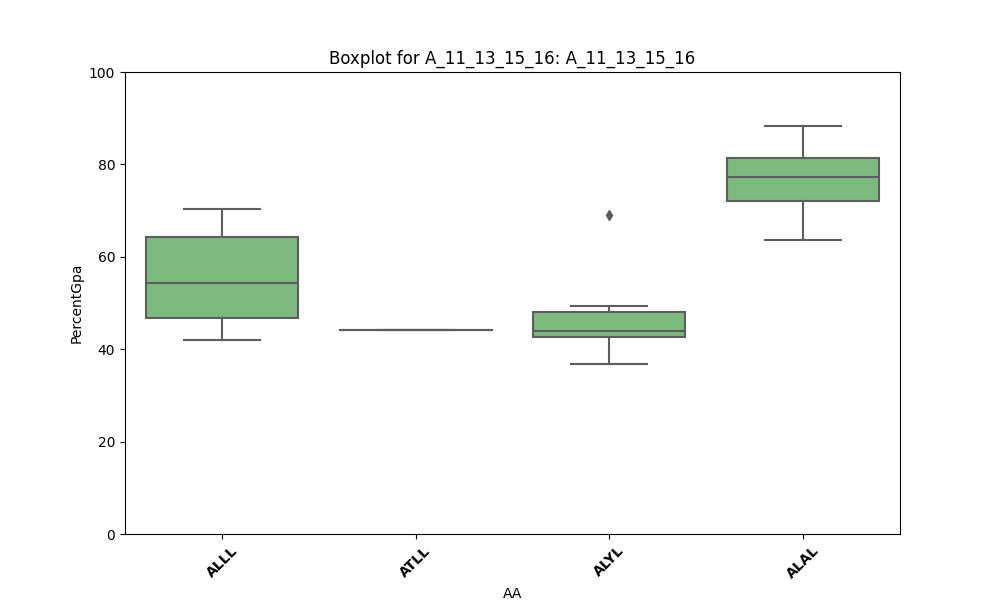 Boxplot for A_11_13_15_16: A_11_13_15_16
100
80
60
40
20
0
PercentGpa
ALLL
ATLL
ALYL
ALAL
AA